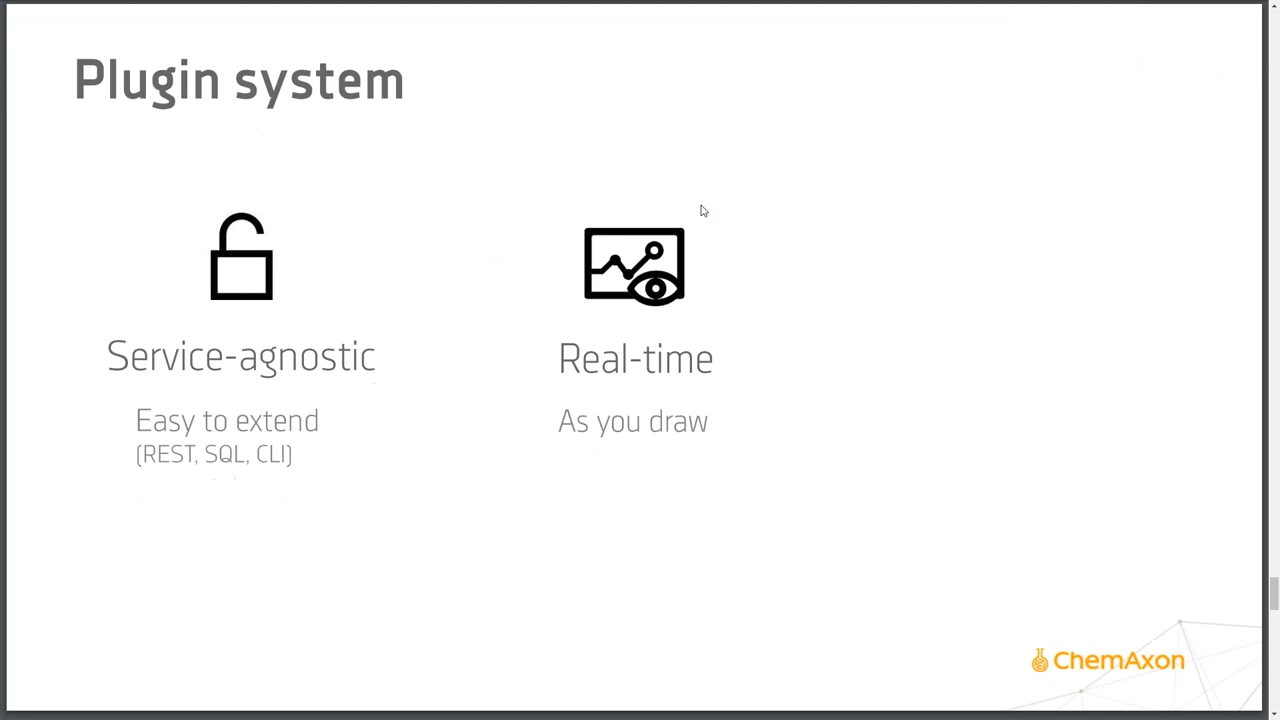 Plugin system
Service-agnostic
Easy to extend
(REST, SQL, CLI)
Real-time
As you draw
ChemAxon